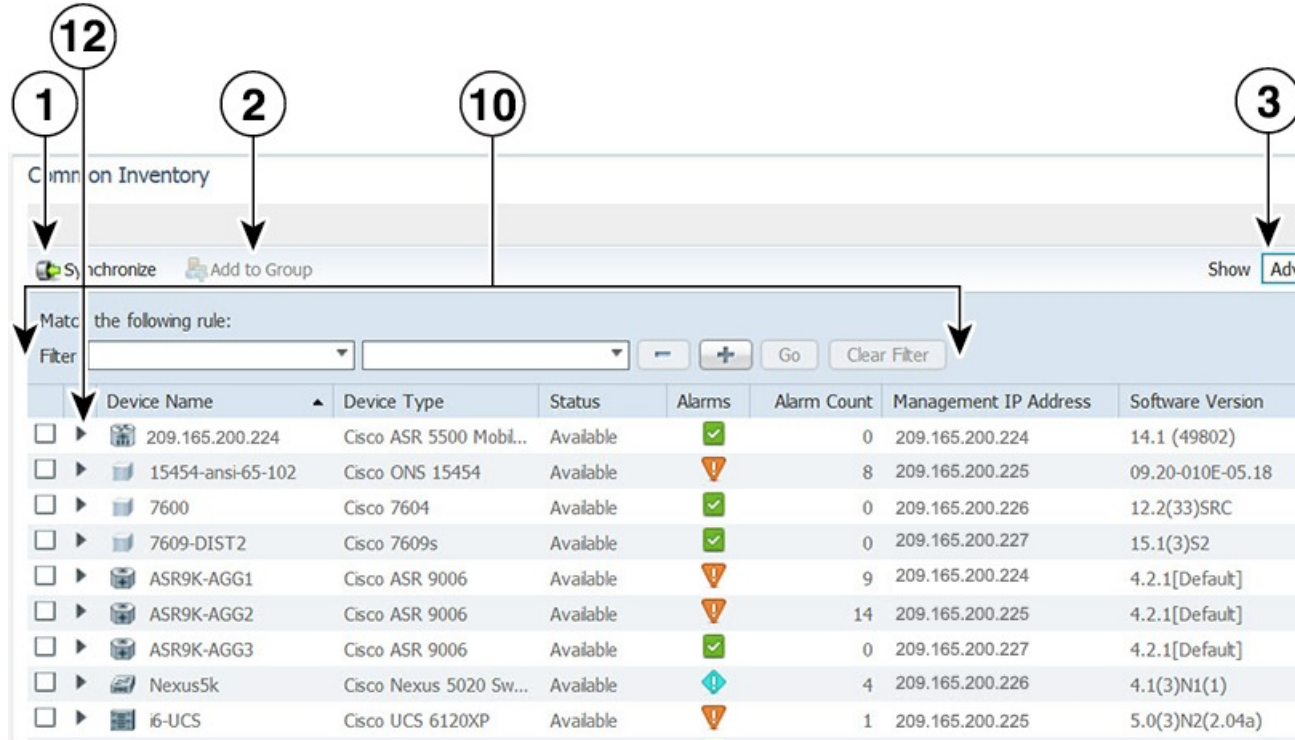 12
1 2 10 3
Common Inventory
Synchronize Add to Group Show Adv
Match the following rule:
Filter Go Clear Filter
Device Name Device Type Status Alarms Alarm Count Management IP Address Software Version
209.165.200.224 Cisco ASR 5500 Mobil... Available 0 209.165.200.224 14.1 (49802)
15454-ansi-65-102 Cisco ONS 15454 Available 8 209.165.200.225 09.20-010E-05.18
7600 Cisco 7604 Available 0 209.165.200.226 12.2(33)SRC
7609-DIST2 Cisco 7609s Available 0 209.165.200.227 15.1(3)S2
ASR9K-AGG1 Cisco ASR 9006 Available 9 209.165.200.224 4.2.1[Default]
ASR9K-AGG2 Cisco ASR 9006 Available 14 209.165.200.225 4.2.1[Default]
ASR9K-AGG3 Cisco ASR 9006 Available 0 209.165.200.227 4.2.1[Default]
Nexus5k Cisco Nexus 5020 Sw... Available 4 209.165.200.226 4.1(3)N1(1)
i6-UCS Cisco UCS 6120XP Available 1 209.165.200.225 5.0(3)N2(2.04a)